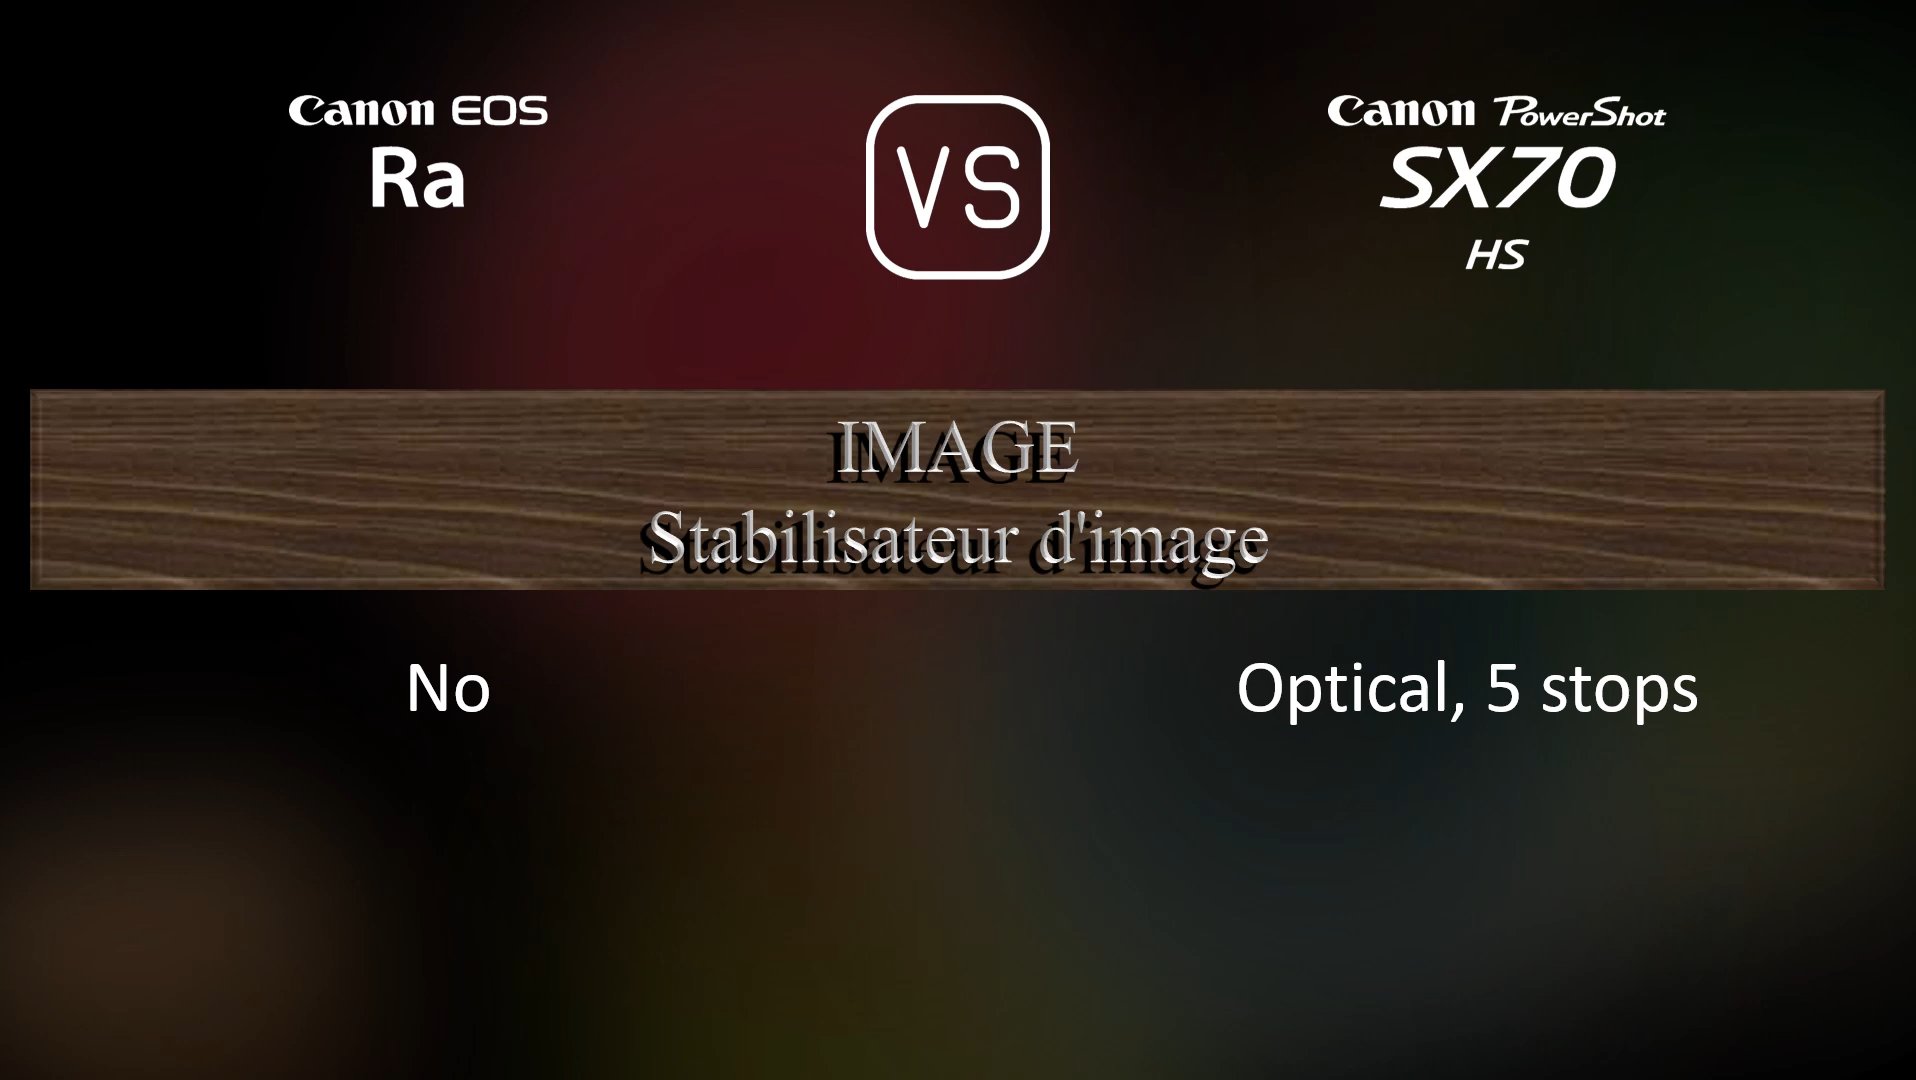 Canon EOS
Ra
VS
Canon PowerShot
SX70
HS
IMAGE
Stabilisateur d'image
No
Optical, 5 stops